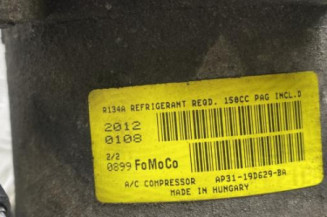 R134A REFRIGERANT REQD. 150CC PAG INCL.D
2012
0108
2/2
0899 FoMoCo
A/C COMPRESSOR AP31-19D629-BA
MADE IN HUNGARY